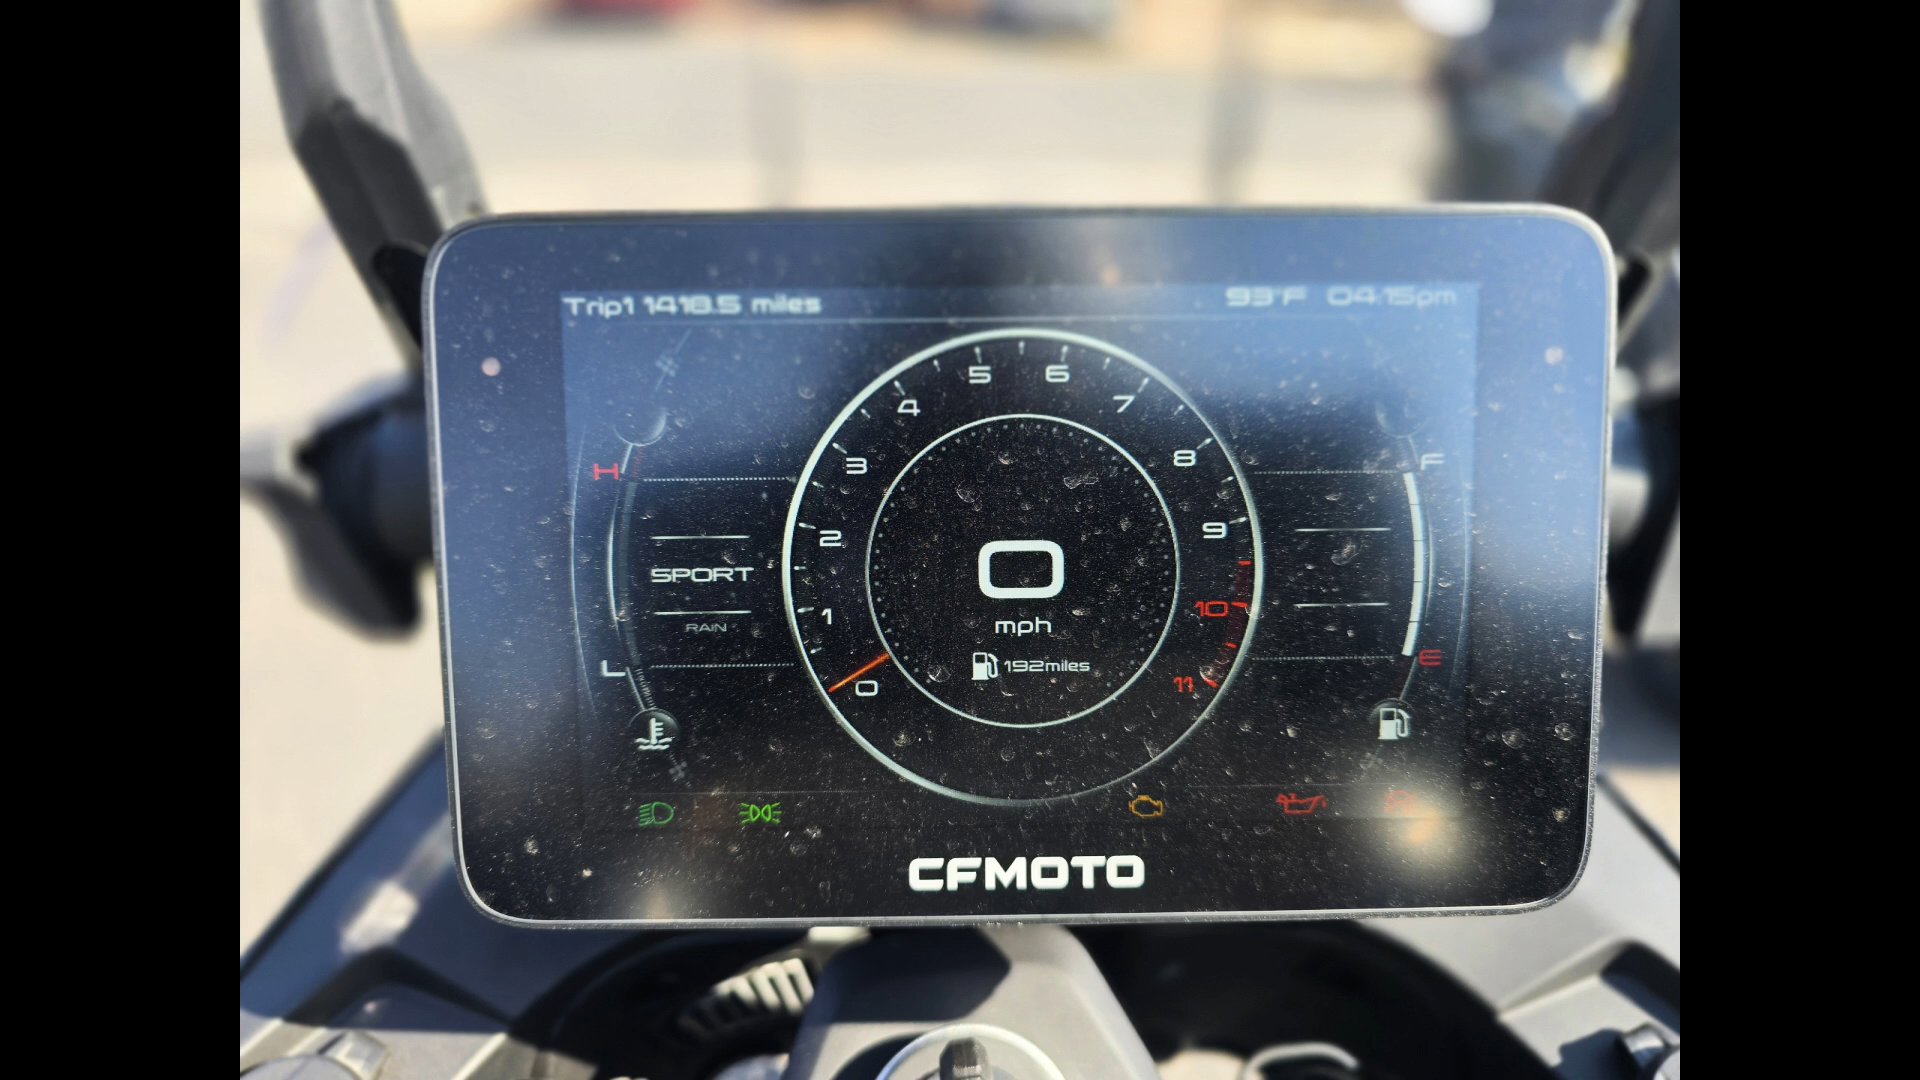 Trip1 1418.5 miles 93°F 04:15pm
5 6
4 7
3 8
H F
2 9
SPORT
0
10
1
mph
RAIN
192miles
L E
0 11
CFMOTO